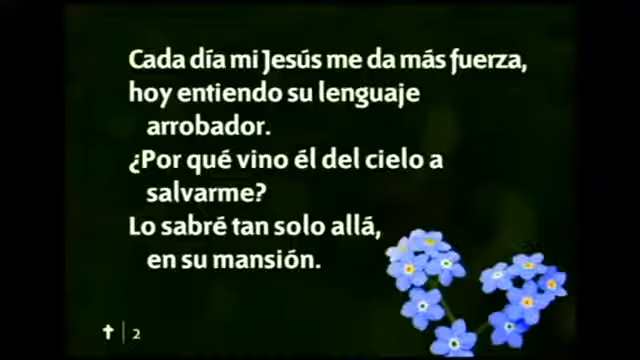 Cada día mi Jesús me da más fuerza,
hoy entiendo su lenguaje
arrobador.
¿Por qué vino él del cielo a
salvarme?
Lo sabré tan solo allá,
en su mansión.
2